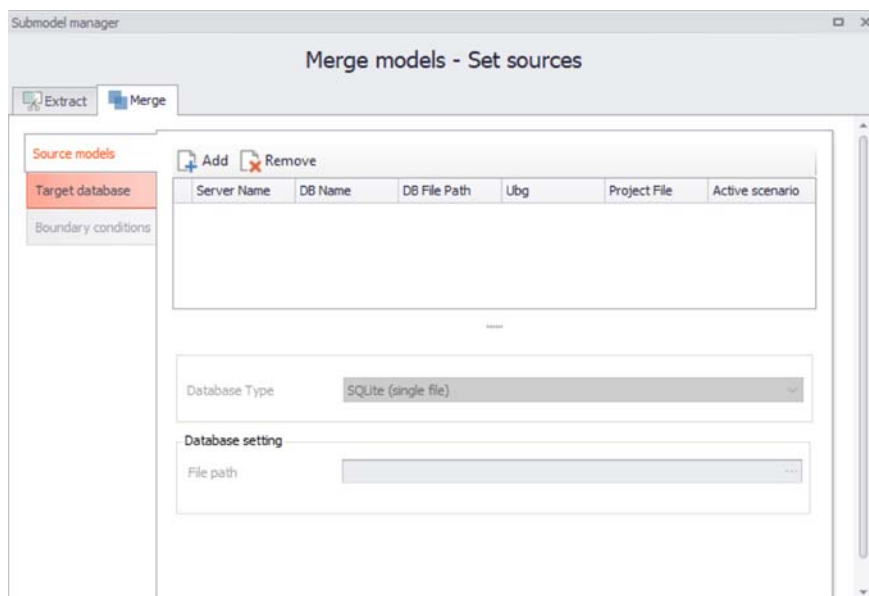 Submodel manager
Merge models - Set sources
Extract Merge
Source models
Add Remove
Target database
Server Name DB Name DB File Path Ubg Project File Active scenario
Boundary conditions
Database Type SQLite (single file)
Database setting
File path ...